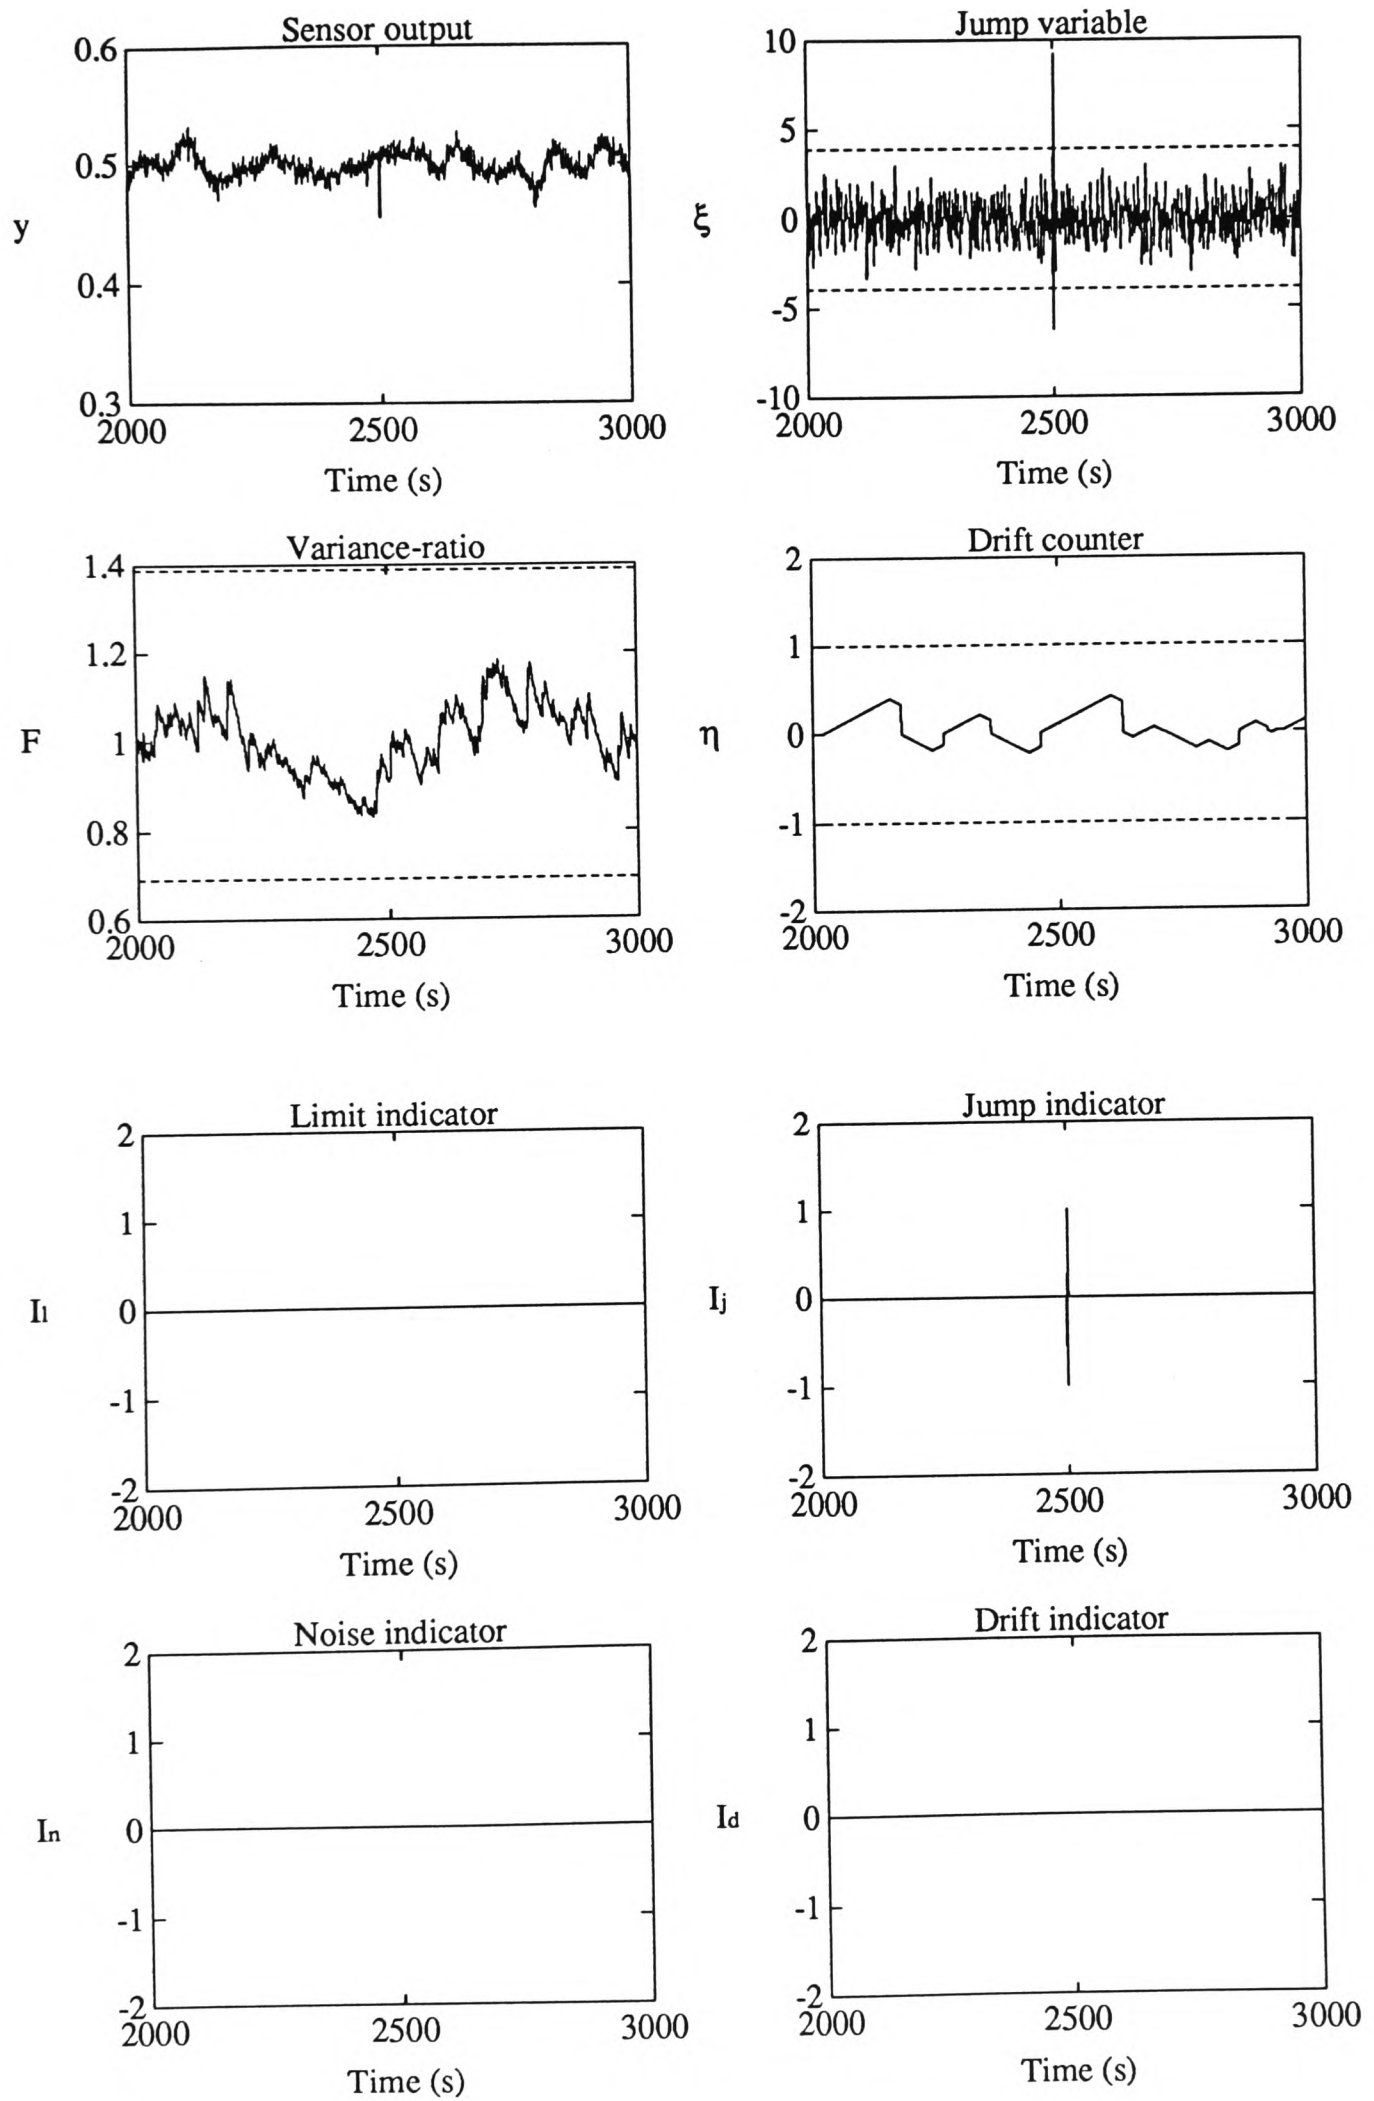 Sensor output
0.6
0.5
0.4
0.3
y
2000 2500 3000
Time (s)
Jump variable
10
5
0
-5
-10
ξ
2000 2500 3000
Time (s)
Variance-ratio
1.4
1.2
1
0.8
0.6
F
2000 2500 3000
Time (s)
Drift counter
2
1
0
-1
-2
η
2000 2500 3000
Time (s)
Limit indicator
2
1
0
-1
-2
Il
2000 2500 3000
Time (s)
Jump indicator
2
1
0
-1
-2
Ij
2000 2500 3000
Time (s)
Noise indicator
2
1
0
-1
-2
In
2000 2500 3000
Time (s)
Drift indicator
2
1
0
-1
-2
Id
2000 2500 3000
Time (s)